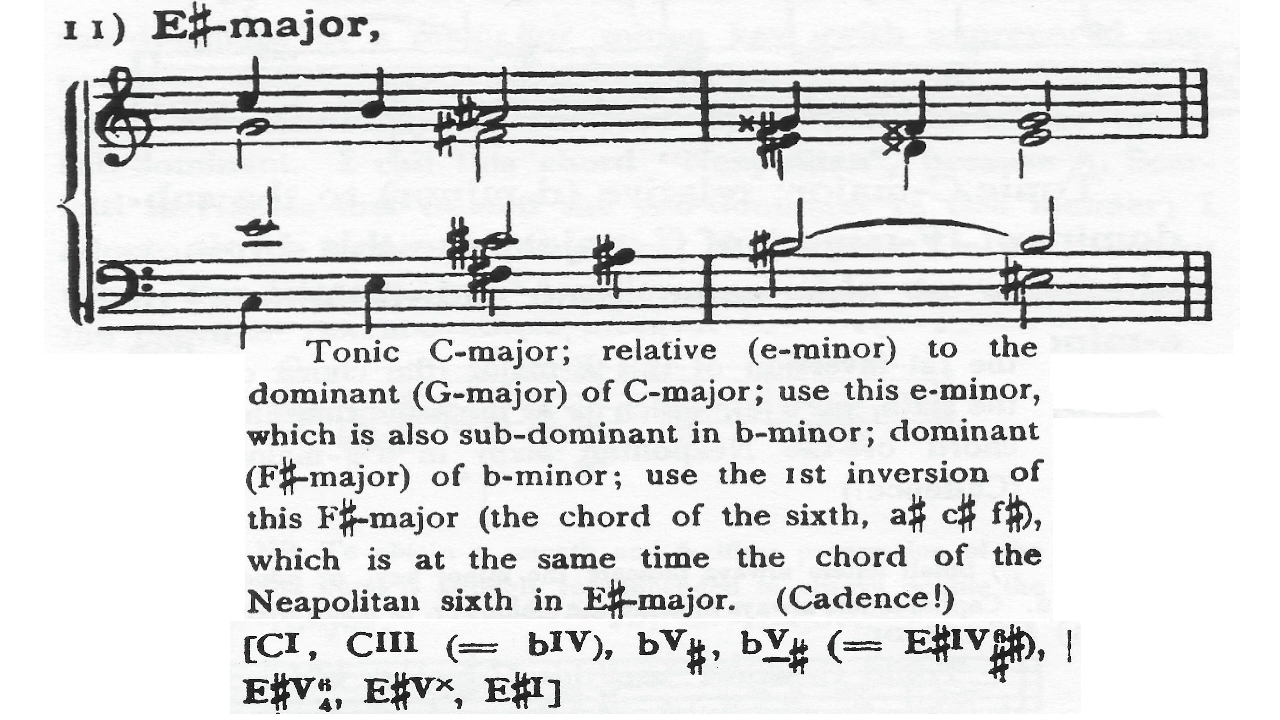 11) E♯-major,
Tonic C-major; relative (e-minor) to the
dominant (G-major) of C-major; use this e-minor,
which is also sub-dominant in b-minor; dominant
(F♯-major) of b-minor; use the 1st inversion of
this F♯-major (the chord of the sixth, a♯ c♯ f♯),
which is at the same time the chord of the
Neapolitan sixth in E♯-major. (Cadence!)
[CI, CIII (= bIV), bV♯, bV♯ (= E♯IV6♯♯), |
E♯V64, E♯V×, E♯I]